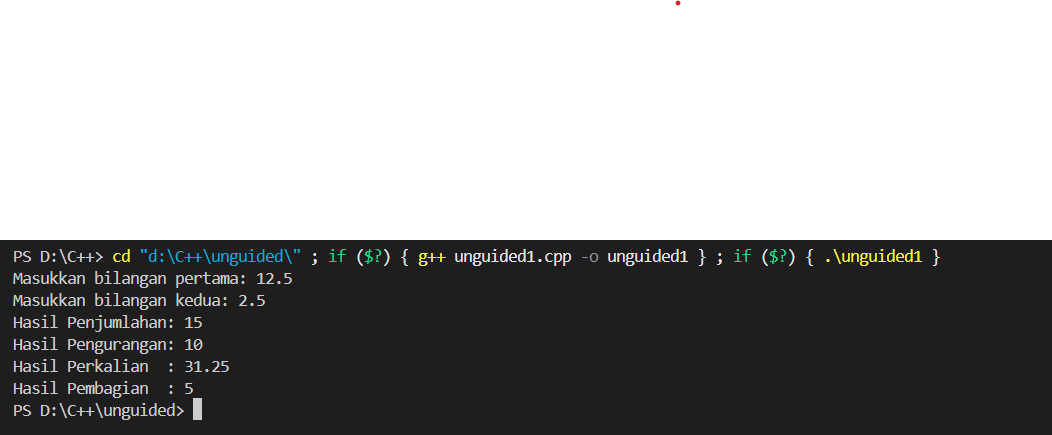 PS D:\C++> cd "d:\C++\unguided\" ; if ($?) { g++ unguided1.cpp -o unguided1 } ; if ($?) { .\unguided1 }
Masukkan bilangan pertama: 12.5
Masukkan bilangan kedua: 2.5
Hasil Penjumlahan: 15
Hasil Pengurangan: 10
Hasil Perkalian  : 31.25
Hasil Pembagian  : 5
PS D:\C++\unguided>